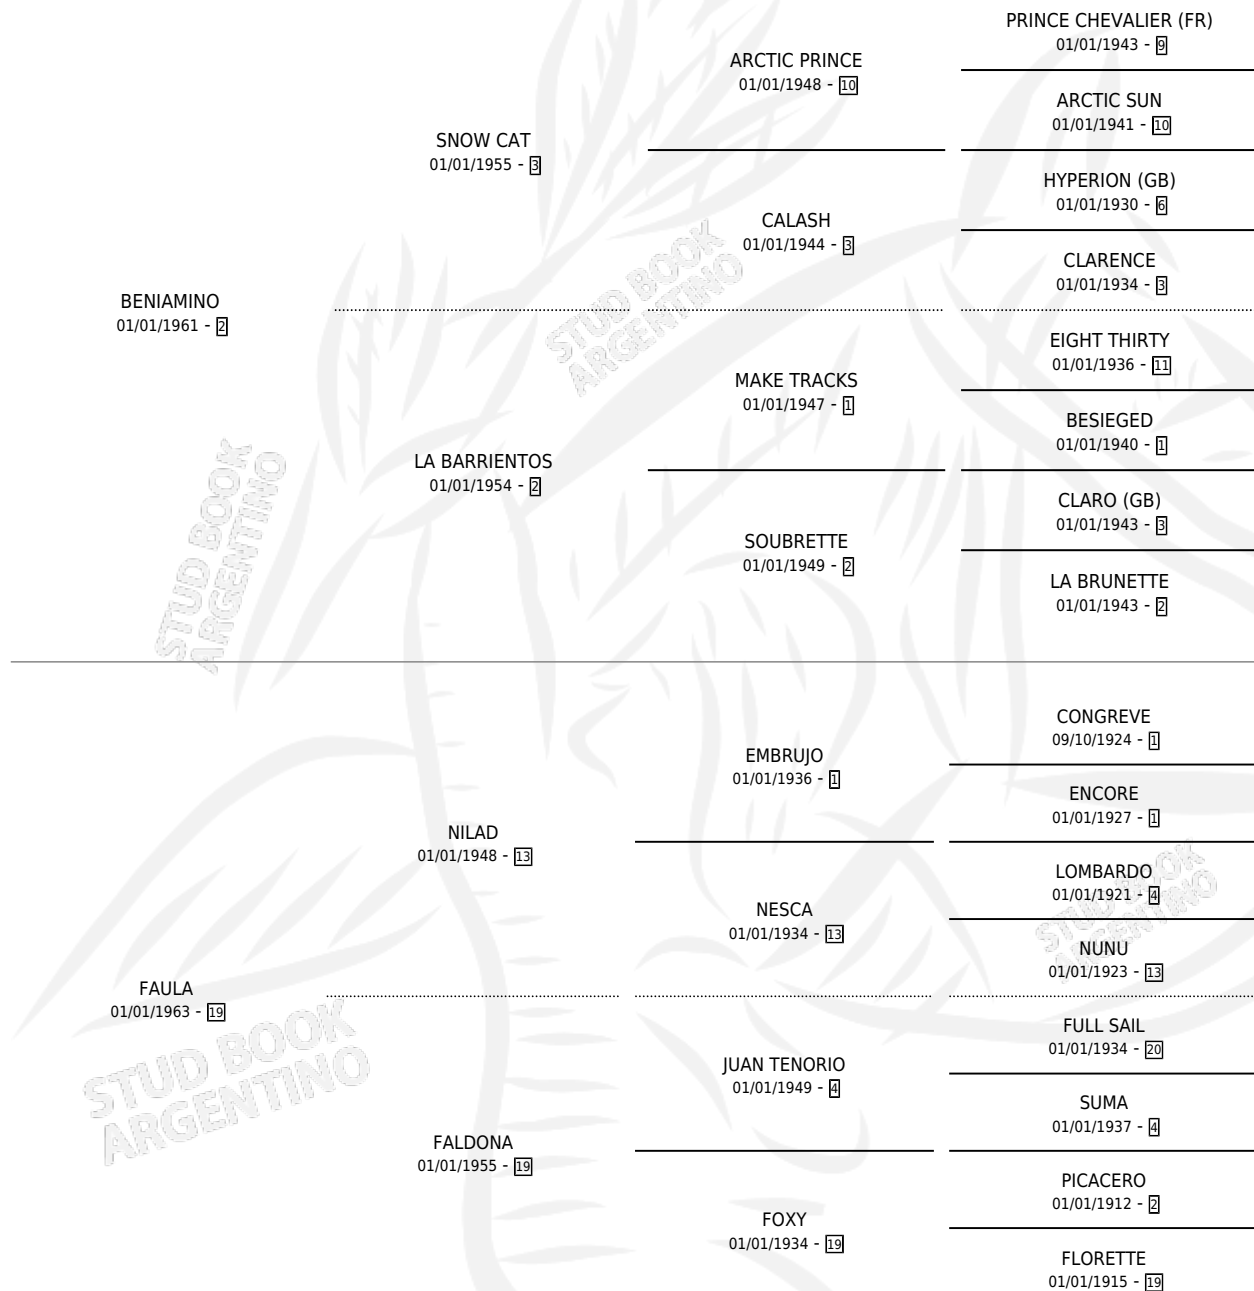 PRINCE CHEVALIER (FR)
01/01/1943 - 9
ARCTIC PRINCE
01/01/1948 - 10
ARCTIC SUN
01/01/1941 - 10
SNOW CAT
01/01/1955 - 3
HYPERION (GB)
01/01/1930 - 6
CALASH
01/01/1944 - 3
CLARENCE
01/01/1934 - 3
BENIAMINO
01/01/1961 - 2
EIGHT THIRTY
01/01/1936 - 11
MAKE TRACKS
01/01/1947 - 1
BESIEGED
01/01/1940 - 1
LA BARRIENTOS
01/01/1954 - 2
CLARO (GB)
01/01/1943 - 3
SOUBRETTE
01/01/1949 - 2
LA BRUNETTE
01/01/1943 - 2
CONGREVE
09/10/1924 - 1
EMBRUJO
01/01/1936 - 1
ENCORE
01/01/1927 - 1
NILAD
01/01/1948 - 13
LOMBARDO
01/01/1921 - 4
NESCA
01/01/1934 - 13
NUNU
01/01/1923 - 13
FAULA
01/01/1963 - 19
FULL SAIL
01/01/1934 - 20
JUAN TENORIO
01/01/1949 - 4
SUMA
01/01/1937 - 4
FALDONA
01/01/1955 - 19
PICACERO
01/01/1912 - 2
FOXY
01/01/1934 - 19
FLORETTE
01/01/1915 - 19
STUD BOOK
ARGENTINO
STUD BOOK
ARGENTINO
STUD BOOK
ARGENTINO
STUD BOOK
ARGENTINO